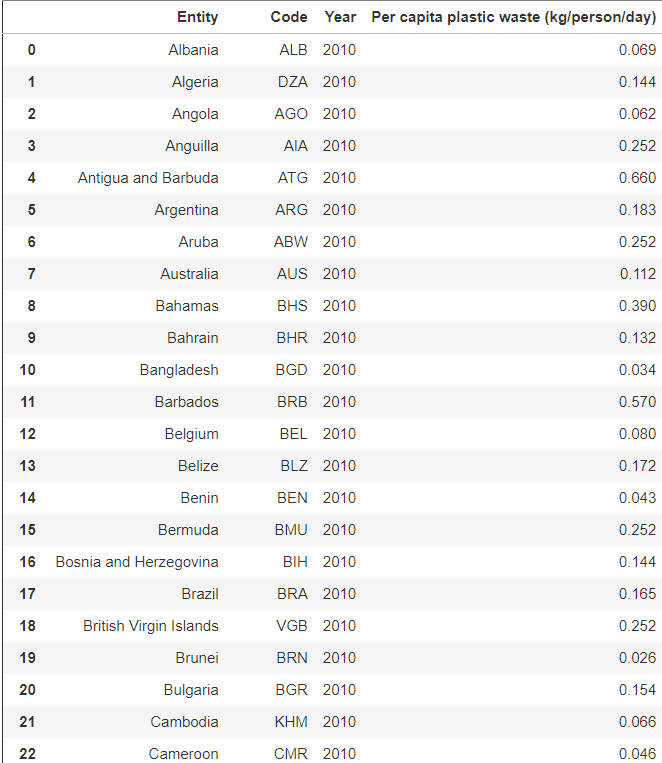 Entity Code Year Per capita plastic waste (kg/person/day)
0 Albania ALB 2010 0.069
1 Algeria DZA 2010 0.144
2 Angola AGO 2010 0.062
3 Anguilla AIA 2010 0.252
4 Antigua and Barbuda ATG 2010 0.660
5 Argentina ARG 2010 0.183
6 Aruba ABW 2010 0.252
7 Australia AUS 2010 0.112
8 Bahamas BHS 2010 0.390
9 Bahrain BHR 2010 0.132
10 Bangladesh BGD 2010 0.034
11 Barbados BRB 2010 0.570
12 Belgium BEL 2010 0.080
13 Belize BLZ 2010 0.172
14 Benin BEN 2010 0.043
15 Bermuda BMU 2010 0.252
16 Bosnia and Herzegovina BIH 2010 0.144
17 Brazil BRA 2010 0.165
18 British Virgin Islands VGB 2010 0.252
19 Brunei BRN 2010 0.026
20 Bulgaria BGR 2010 0.154
21 Cambodia KHM 2010 0.066
22 Cameroon CMR 2010 0.046